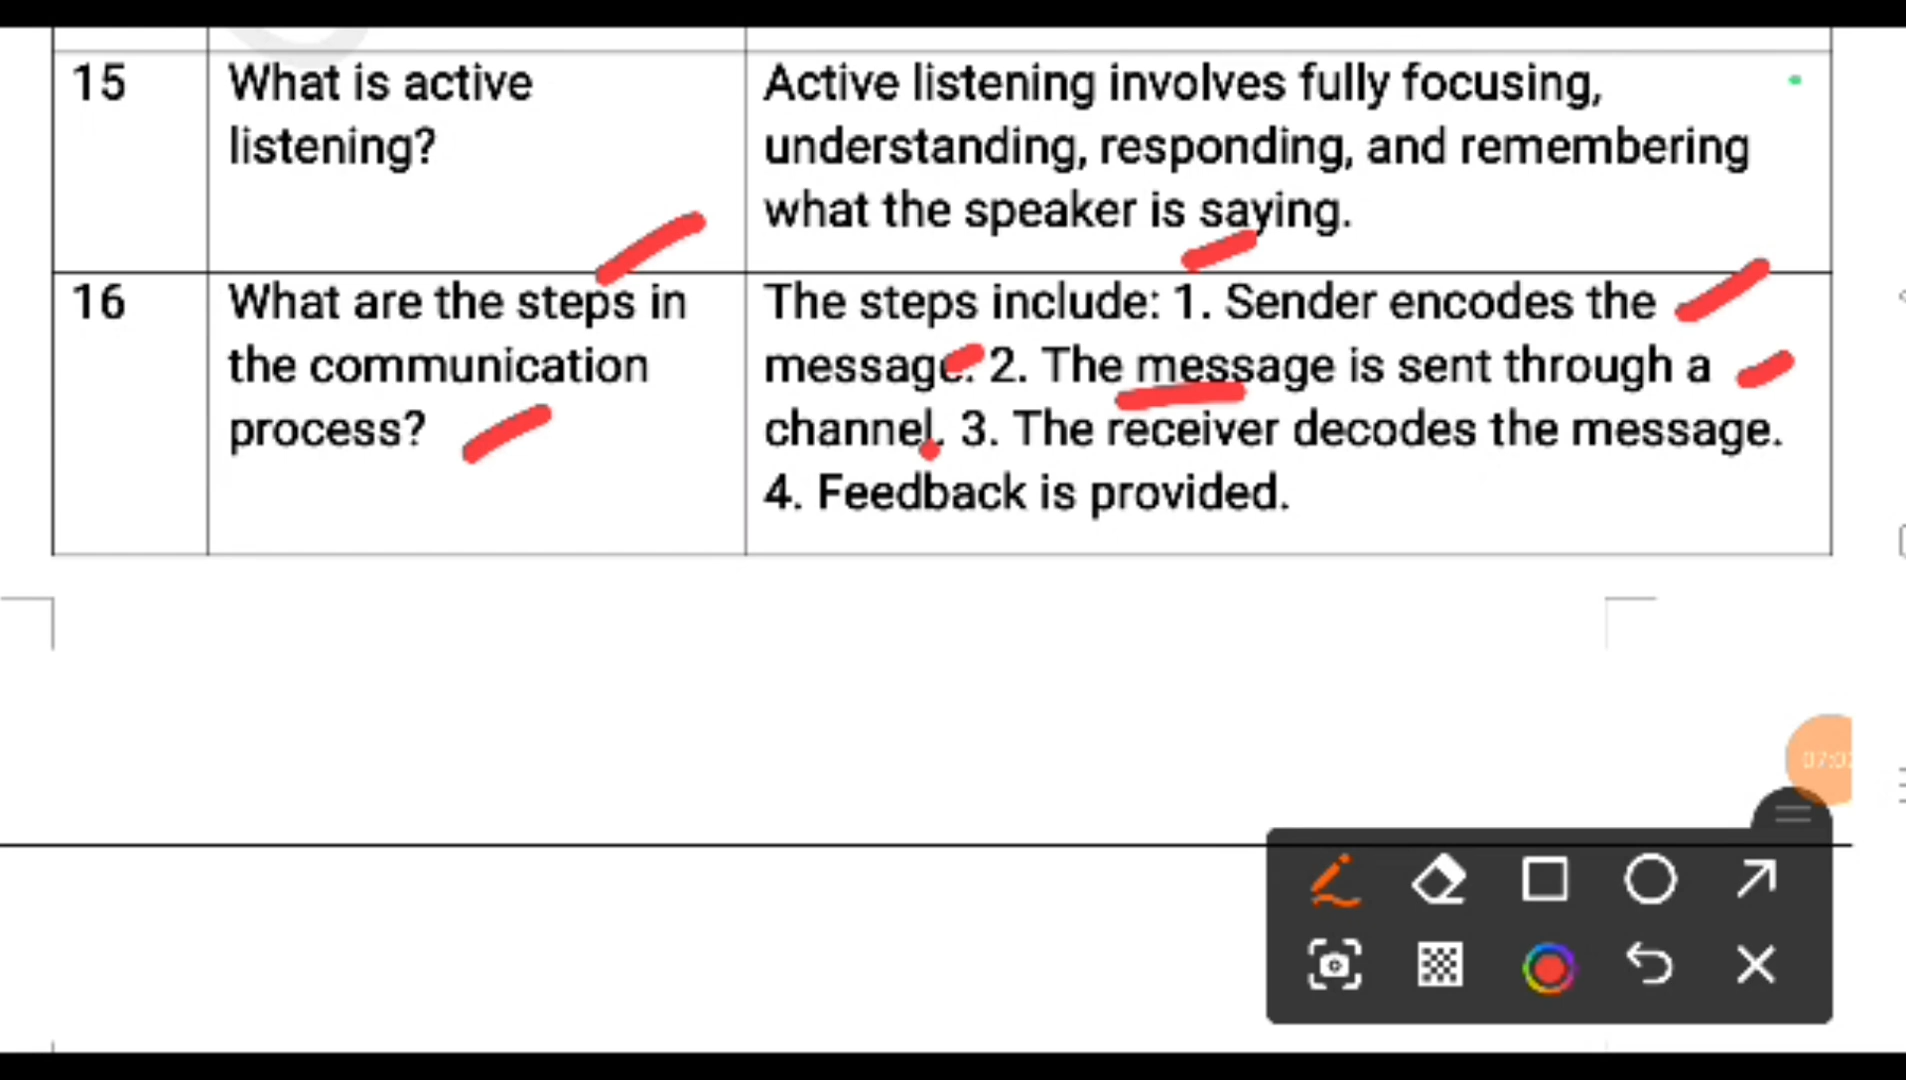 15
What is active
listening?
Active listening involves fully focusing,
understanding, responding, and remembering
what the speaker is saying.
16
What are the steps in
the communication
process?
The steps include: 1. Sender encodes the
message. 2. The message is sent through a
channel. 3. The receiver decodes the message.
4. Feedback is provided.